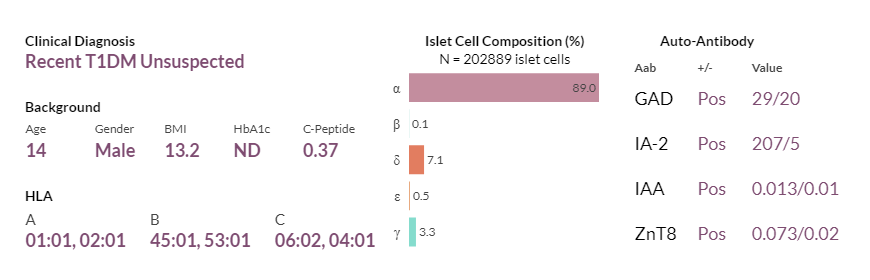 Clinical Diagnosis
Recent T1DM Unsuspected
Background
Age Gender BMI HbA1c C-Peptide
14 Male 13.2 ND 0.37
HLA
A B C
01:01, 02:01 45:01, 53:01 06:02, 04:01
Islet Cell Composition (%)
N = 202889 islet cells
α 89.0
β 0.1
δ 7.1
ε 0.5
γ 3.3
Auto-Antibody
Aab +/- Value
GAD Pos 29/20
IA-2 Pos 207/5
IAA Pos 0.013/0.01
ZnT8 Pos 0.073/0.02